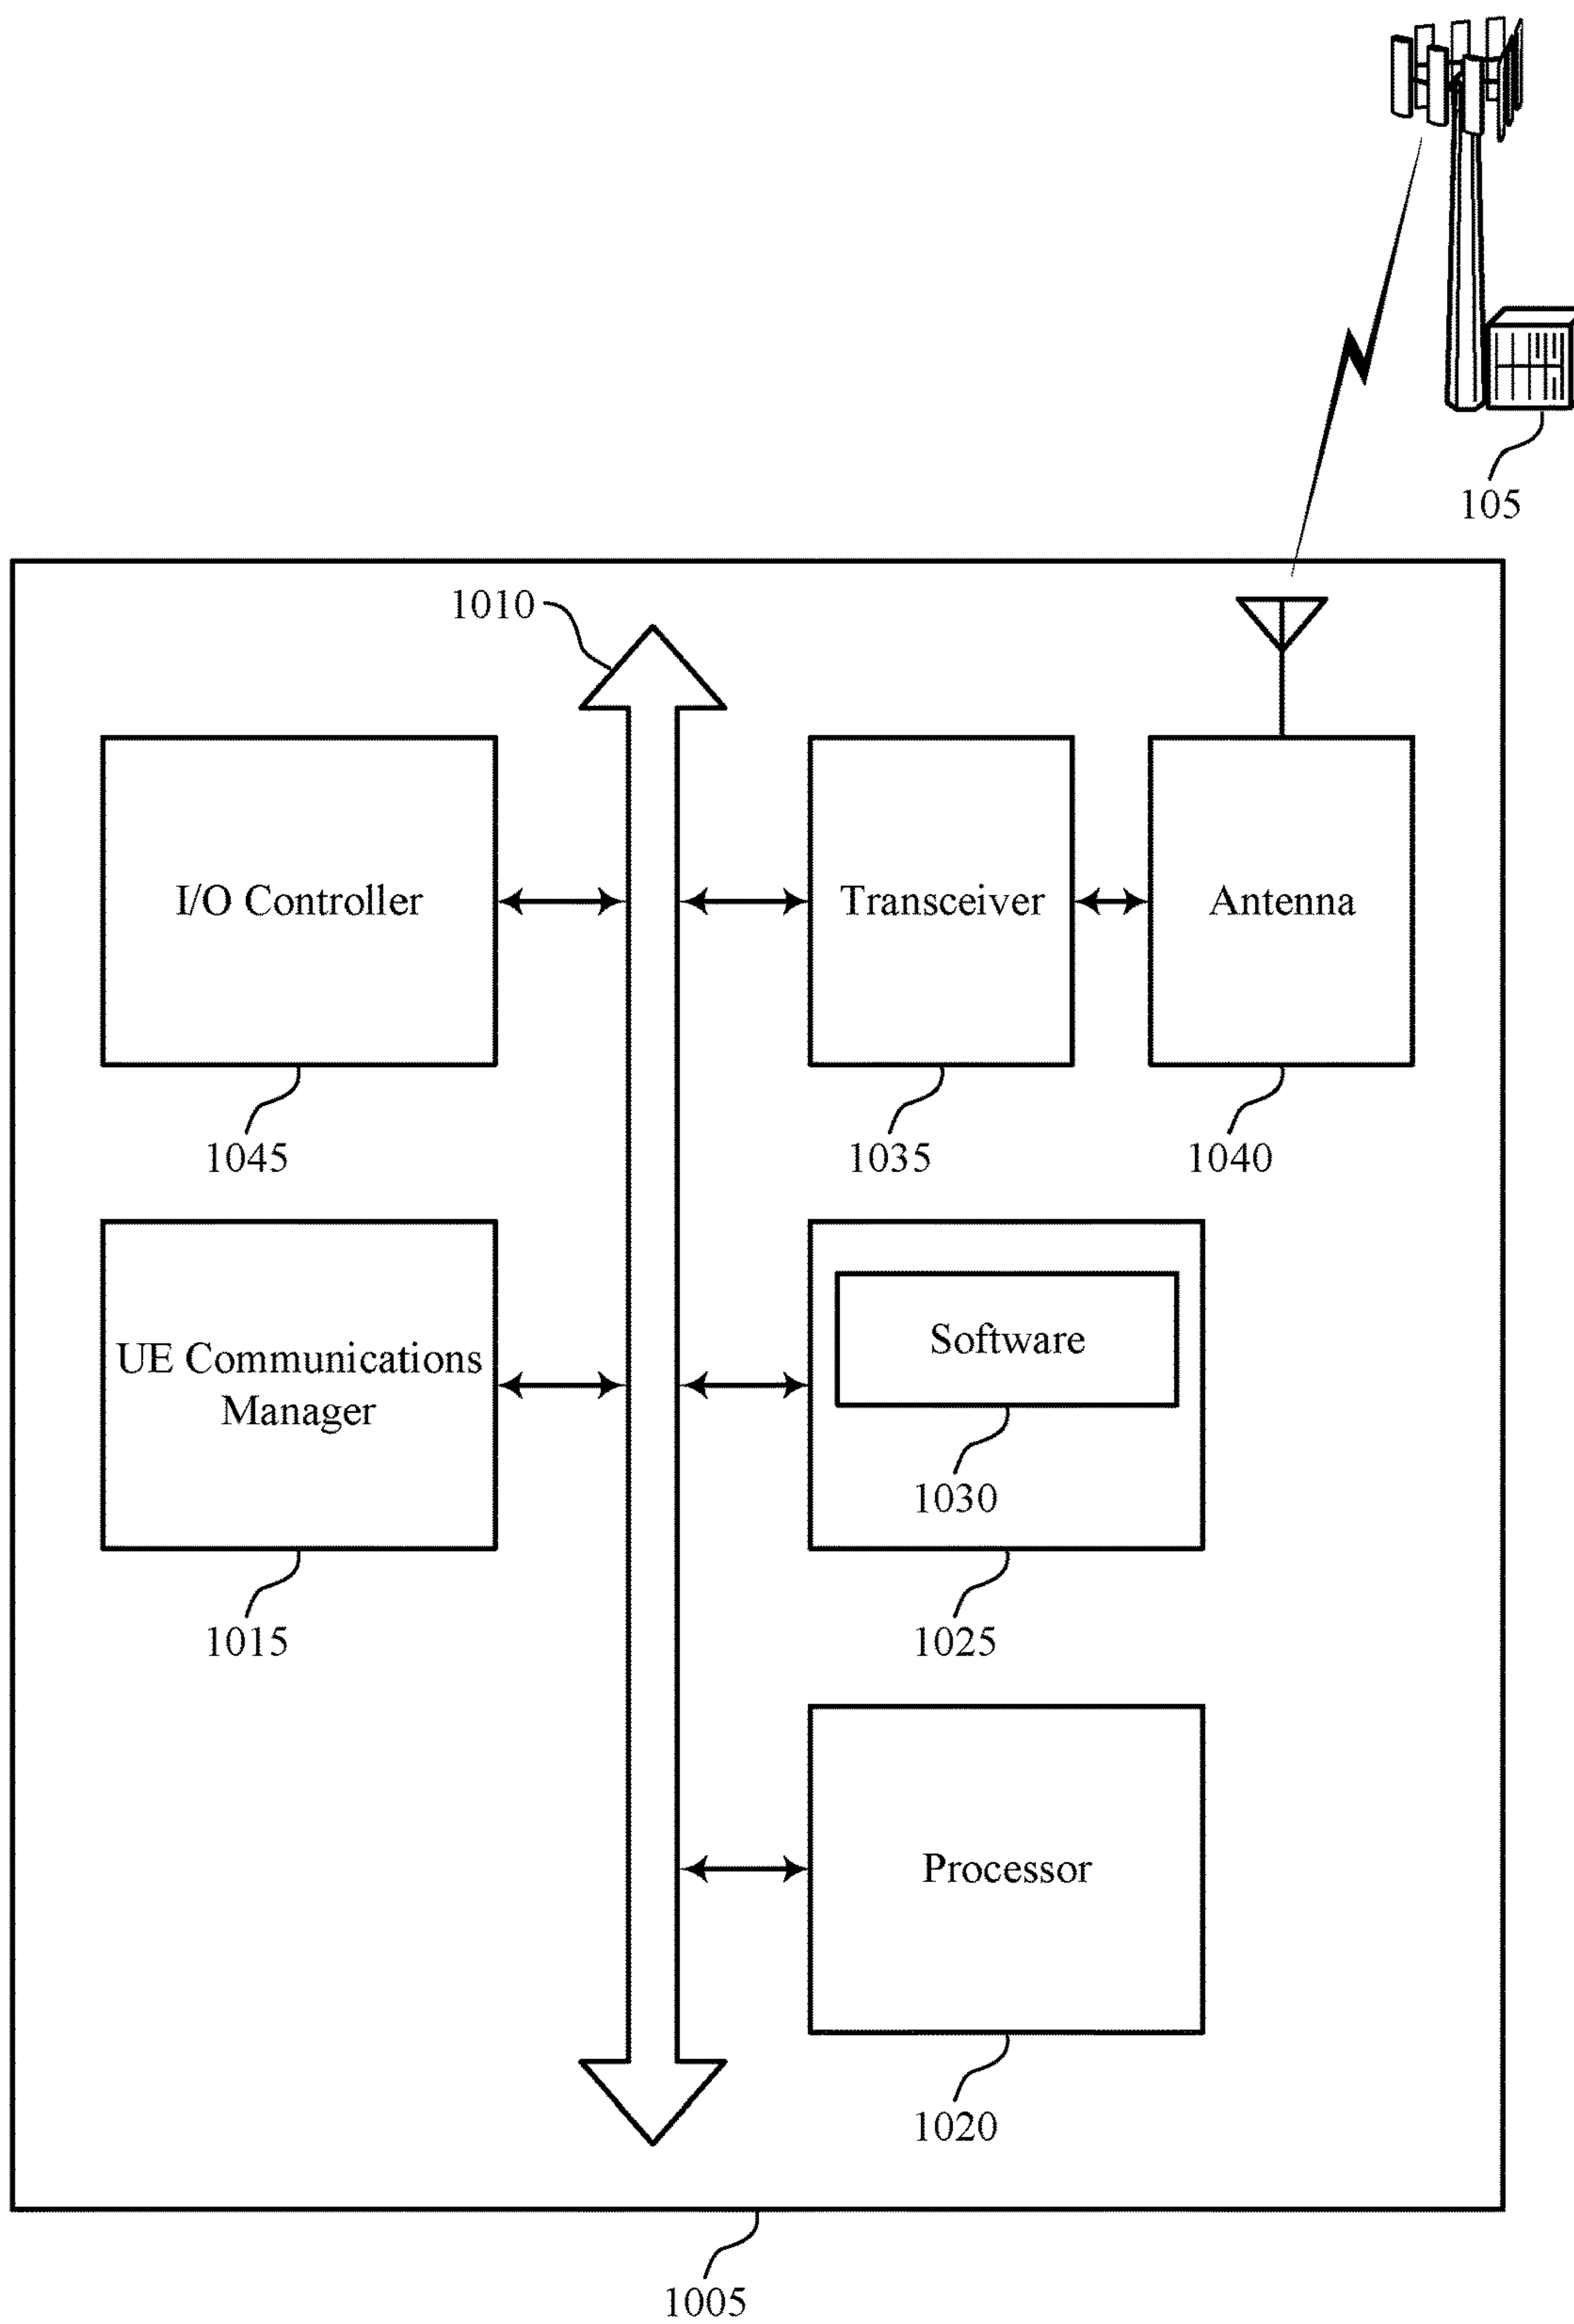 105
1010
I/O Controller
Transceiver
Antenna
1045
1035
1040
UE Communications
Manager
Software
1030
1015
1025
Processor
1020
1005